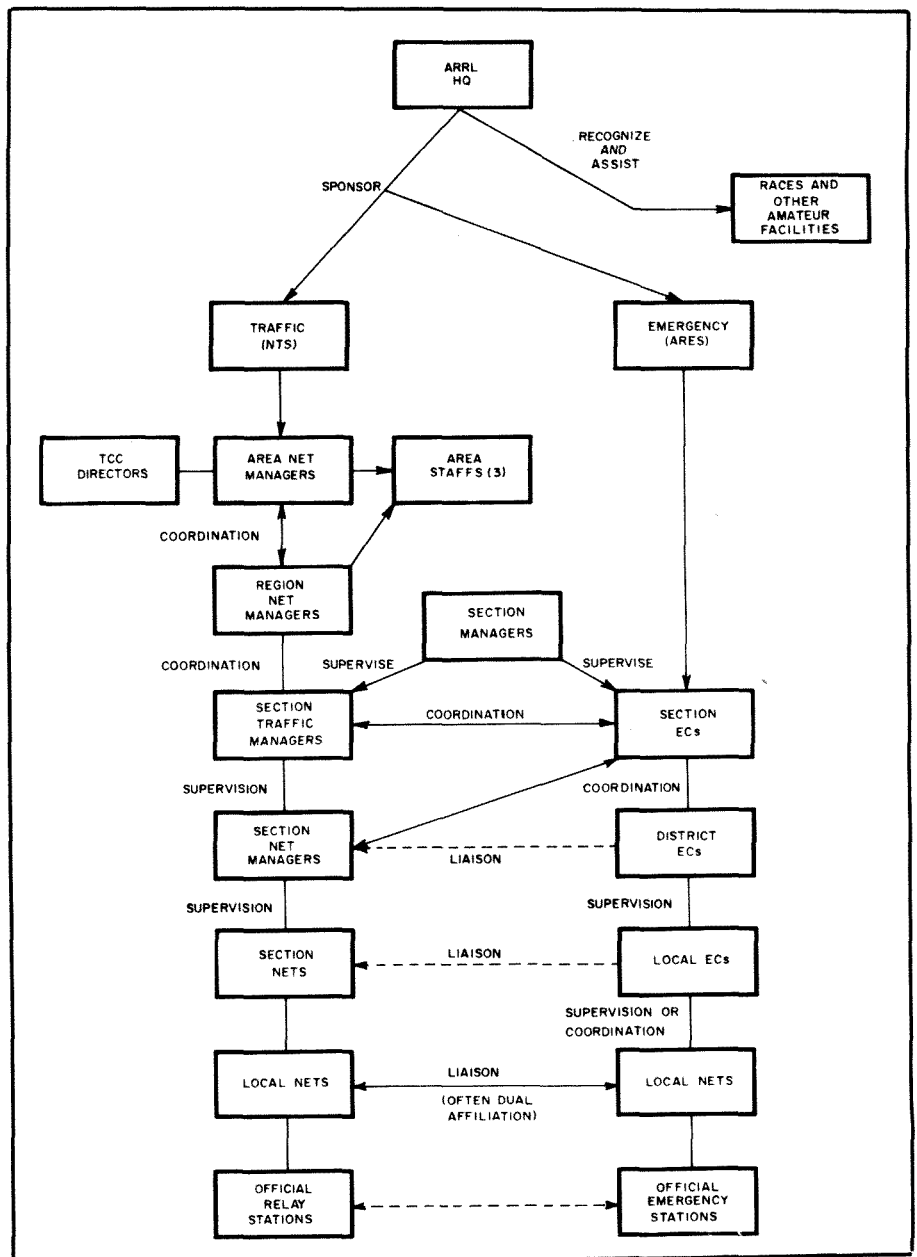 ARRL
HQ
RECOGNIZE
AND
ASSIST
SPONSOR
RACES AND
OTHER
AMATEUR
FACILITIES
TRAFFIC
(NTS)
EMERGENCY
(ARES)
TCC
DIRECTORS
AREA NET
MANAGERS
AREA
STAFFS (3)
COORDINATION
REGION
NET
MANAGERS
SECTION
MANAGERS
COORDINATION
SUPERVISE
SUPERVISE
SECTION
TRAFFIC
MANAGERS
COORDINATION
SECTION
ECs
SUPERVISION
COORDINATION
SECTION
NET
MANAGERS
LIAISON
DISTRICT
ECs
SUPERVISION
SUPERVISION
SECTION
NETS
LIAISON
LOCAL ECs
SUPERVISION OR
COORDINATION
LOCAL NETS
LIAISON
(OFTEN DUAL
AFFILIATION)
LOCAL NETS
OFFICIAL
RELAY
STATIONS
OFFICIAL
EMERGENCY
STATIONS